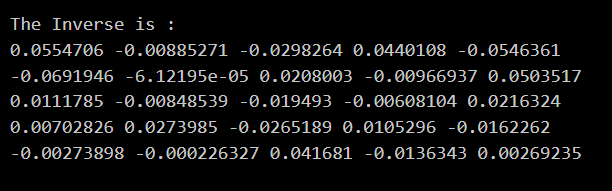 The Inverse is :
0.0554706 -0.00885271 -0.0298264 0.0440108 -0.0546361
-0.0691946 -6.12195e-05 0.0208003 -0.00966937 0.0503517
0.0111785 -0.00848539 -0.019493 -0.00608104 0.0216324
0.00702826 0.0273985 -0.0265189 0.0105296 -0.0162262
-0.00273898 -0.000226327 0.041681 -0.0136343 0.00269235